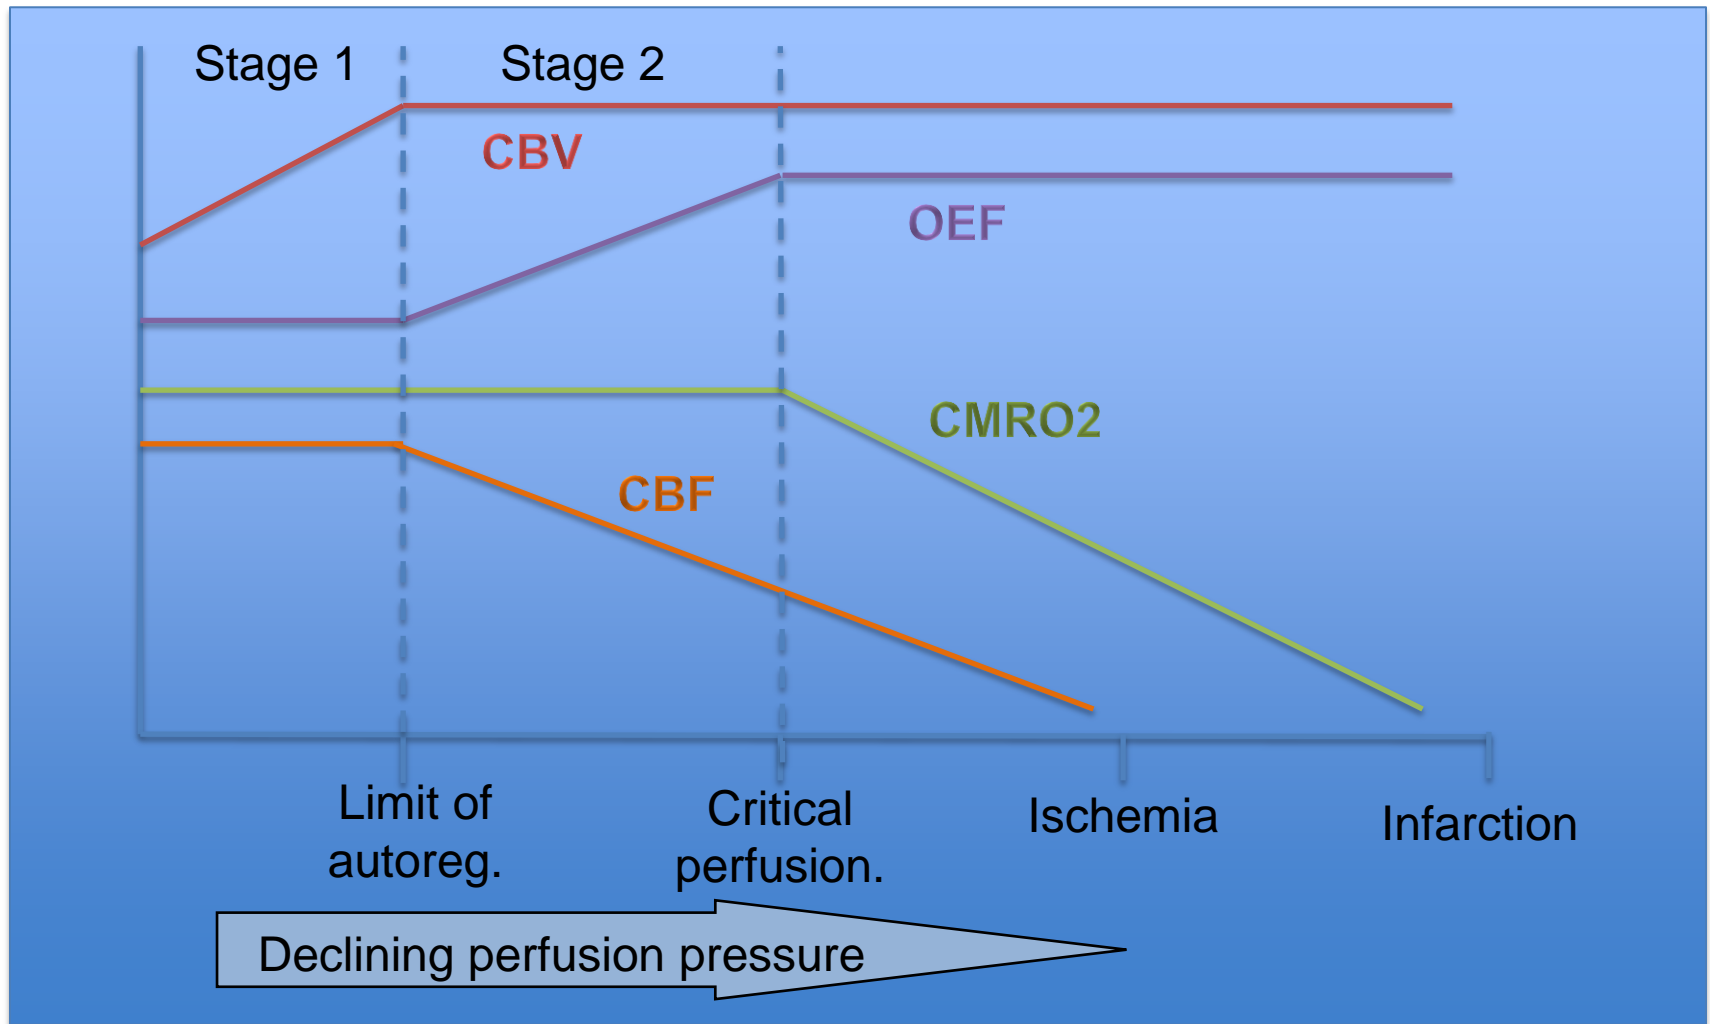 Stage 1
Stage 2
CBV
OEF
CMRO2
CBF
Limit of
autoreg.
Critical
perfusion.
Ischemia
Infarction
Declining perfusion pressure